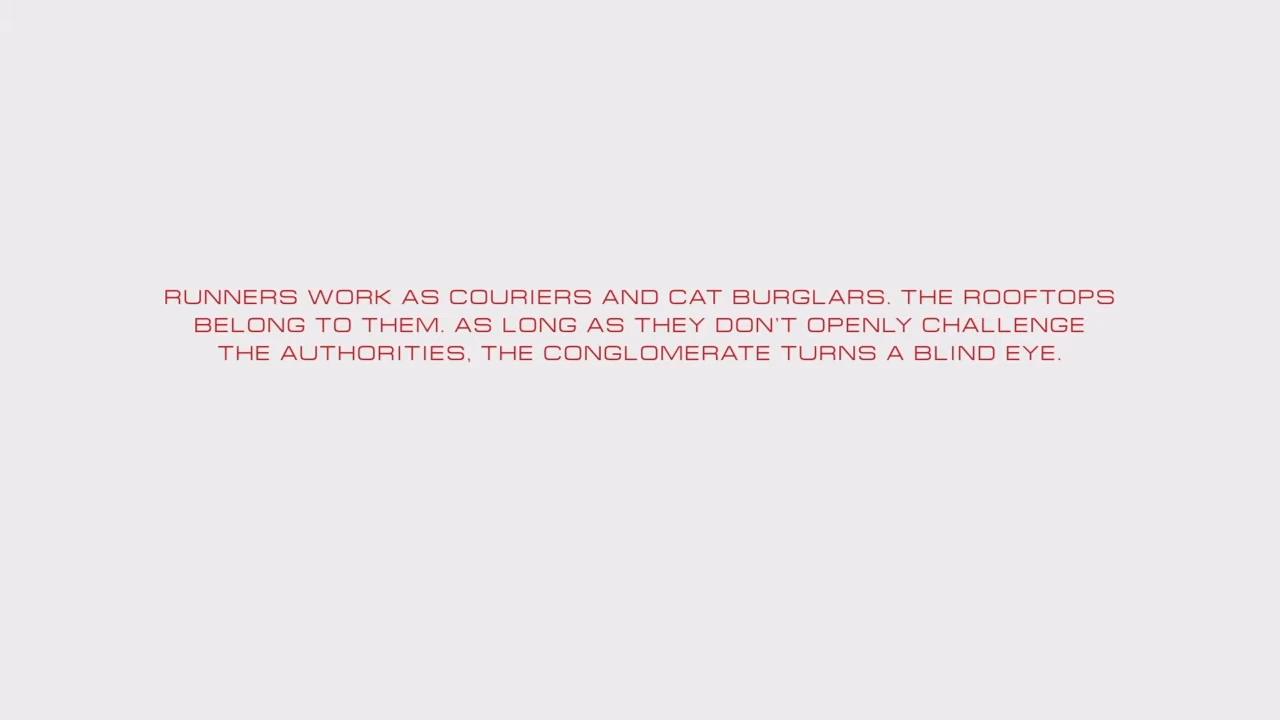 RUNNERS WORK AS COURIERS AND CAT BURGLARS. THE ROOFTOPS
BELONG TO THEM. AS LONG AS THEY DON'T OPENLY CHALLENGE
THE AUTHORITIES, THE CONGLOMERATE TURNS A BLIND EYE.